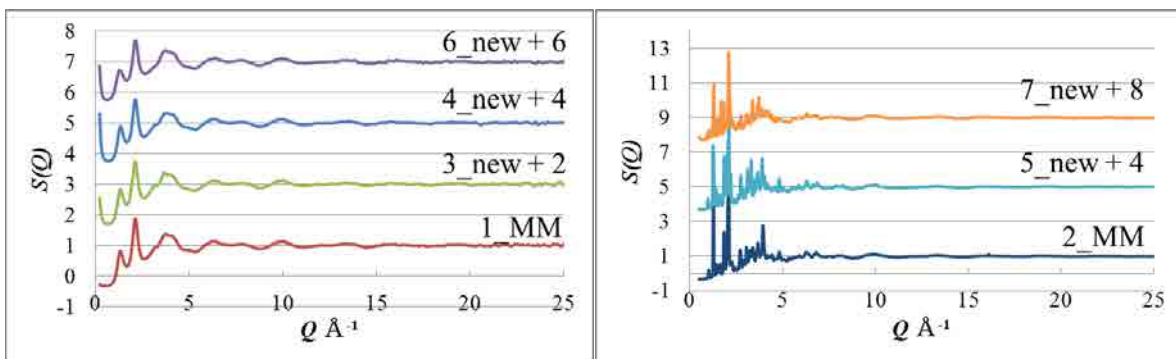 8
7
6
5
4
3
2
1
0
-1
S(Q)
6_new + 6
4_new + 4
3_new + 2
1_MM
0 5 10 15 20 25
Q Å-1
13
11
9
7
5
3
1
-1
S(Q)
7_new + 8
5_new + 4
2_MM
0 5 10 15 20 25
Q Å-1